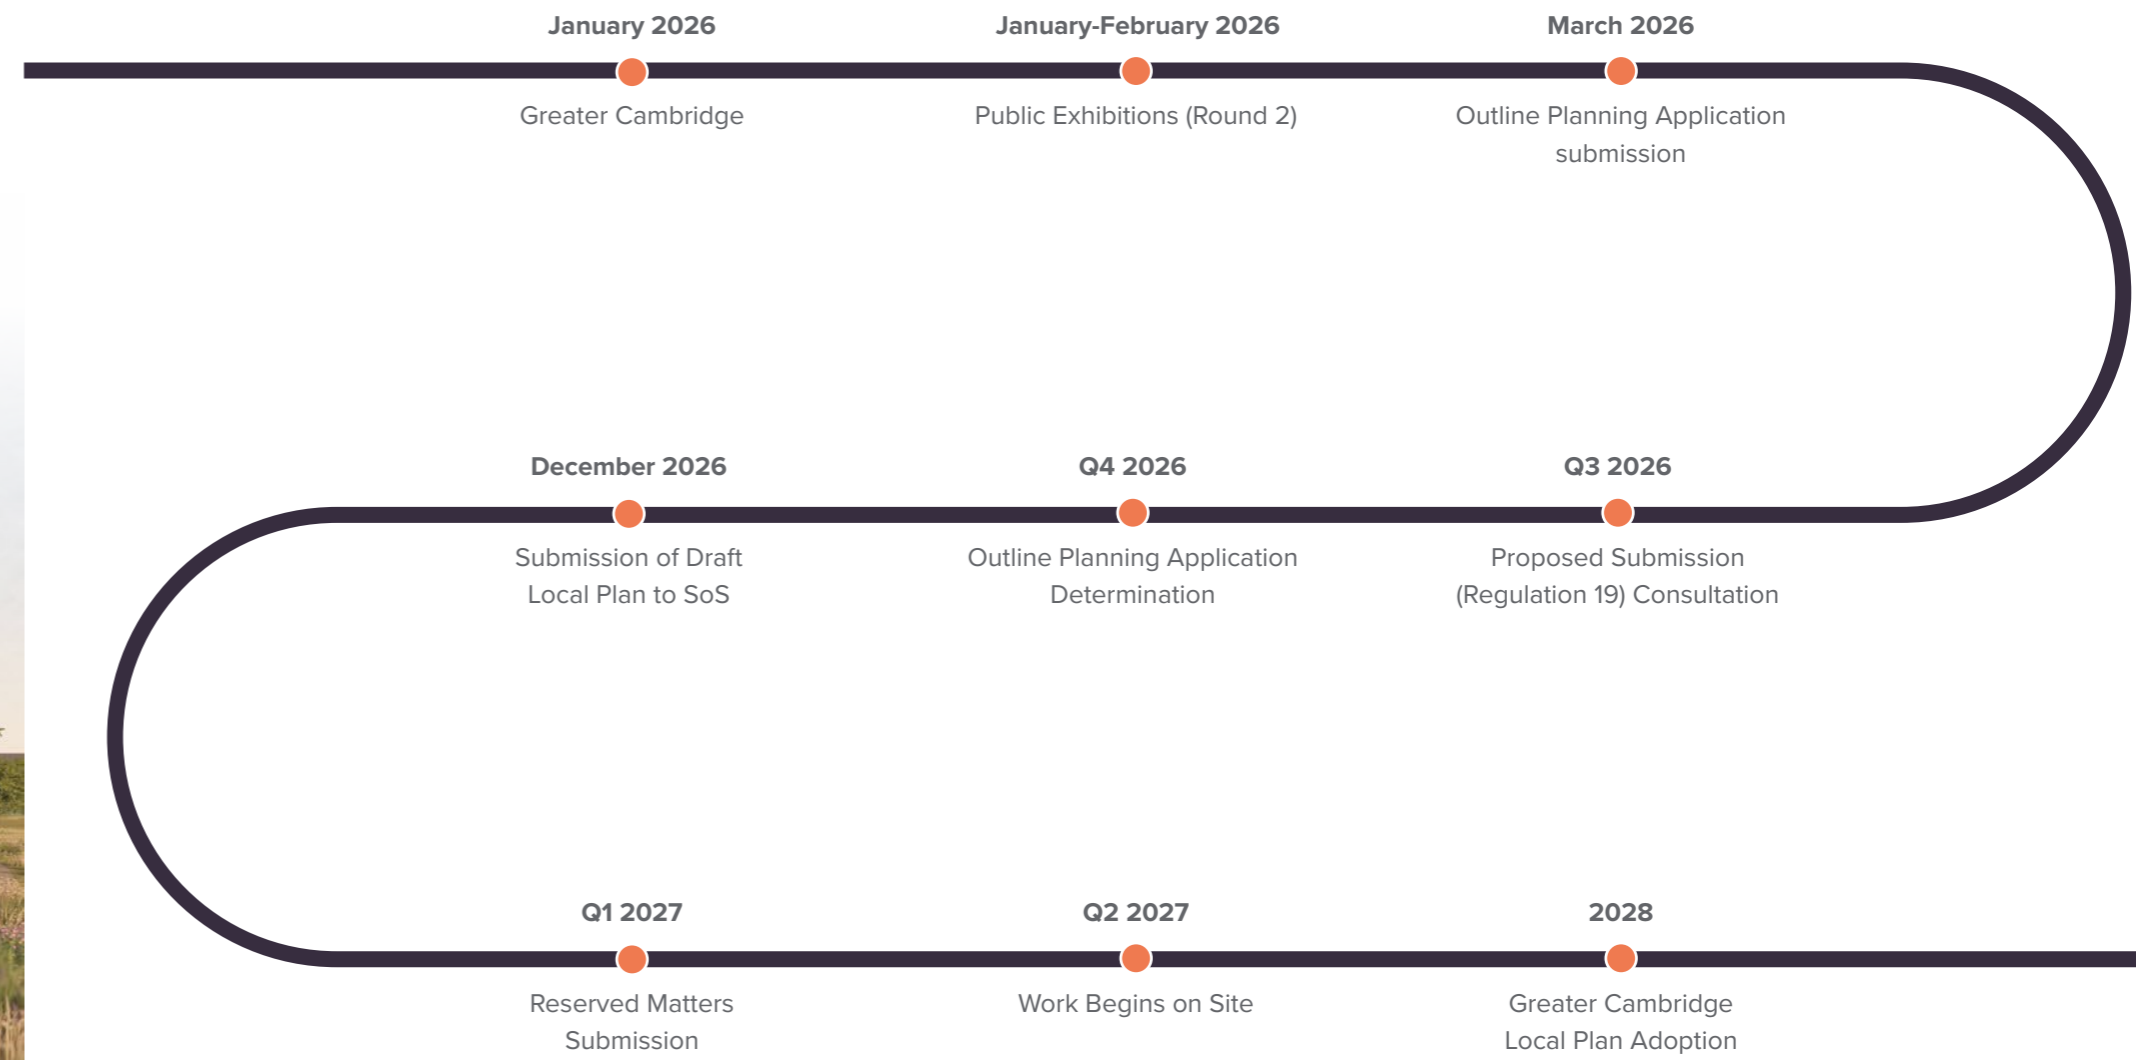 January 2026
Greater Cambridge
January-February 2026
Public Exhibitions (Round 2)
March 2026
Outline Planning Application
submission
Q3 2026
Proposed Submission
(Regulation 19) Consultation
Q4 2026
Outline Planning Application
Determination
December 2026
Submission of Draft
Local Plan to SoS
Q1 2027
Reserved Matters
Submission
Q2 2027
Work Begins on Site
2028
Greater Cambridge
Local Plan Adoption